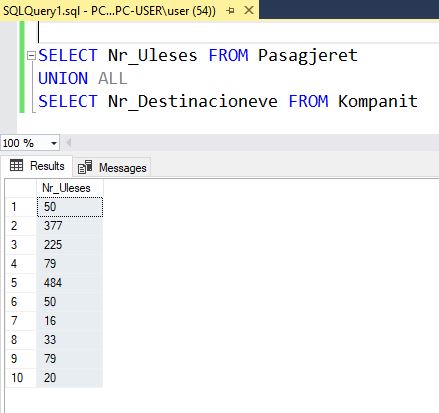 SQLQuery1.sql - PC...PC-USER\user (54))
SELECT Nr_Uleses FROM Pasagjeret
UNION ALL
SELECT Nr_Destinacioneve FROM Kompanit
100 %
Results Messages
Nr_Uleses
1 50
2 377
3 225
4 79
5 484
6 50
7 16
8 33
9 79
10 20